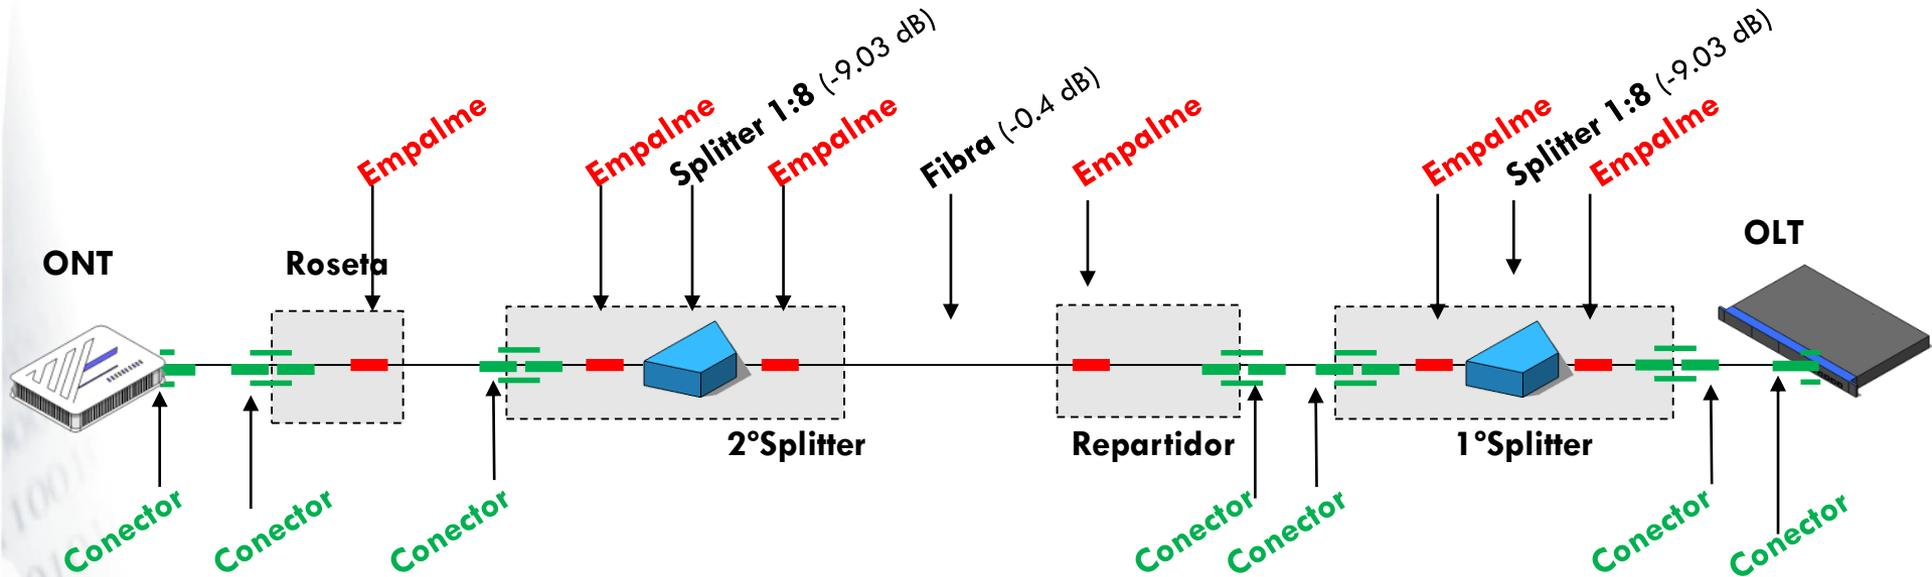 Empalme
Empalme
Splitter 1:8 (-9.03 dB)
Empalme
Fibra (-0.4 dB)
Empalme
Empalme
Splitter 1:8 (-9.03 dB)
Empalme
ONT
Roseta
OLT
2°Splitter
Repartidor
1°Splitter
Conector
Conector
Conector
Conector
Conector
Conector
Conector